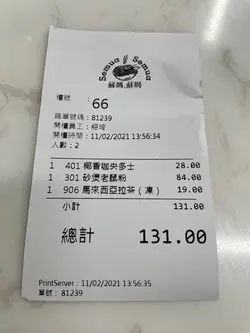 Semua Semua
蘇媽.蘇媽
櫃號 :
66
賬單號碼 : 81239
開櫃員工 : 經理
開櫃時間 : 11/02/2021 13:56:34
人數 : 2
1 401 椰香咖央多士 28.00
1 301 砂煲老鼠粉 84.00
1 906 馬來西亞拉茶 (凍) 19.00
小計 131.00
總計 131.00
PrintServer : 11/02/2021 13:56:35
單號 : 81239